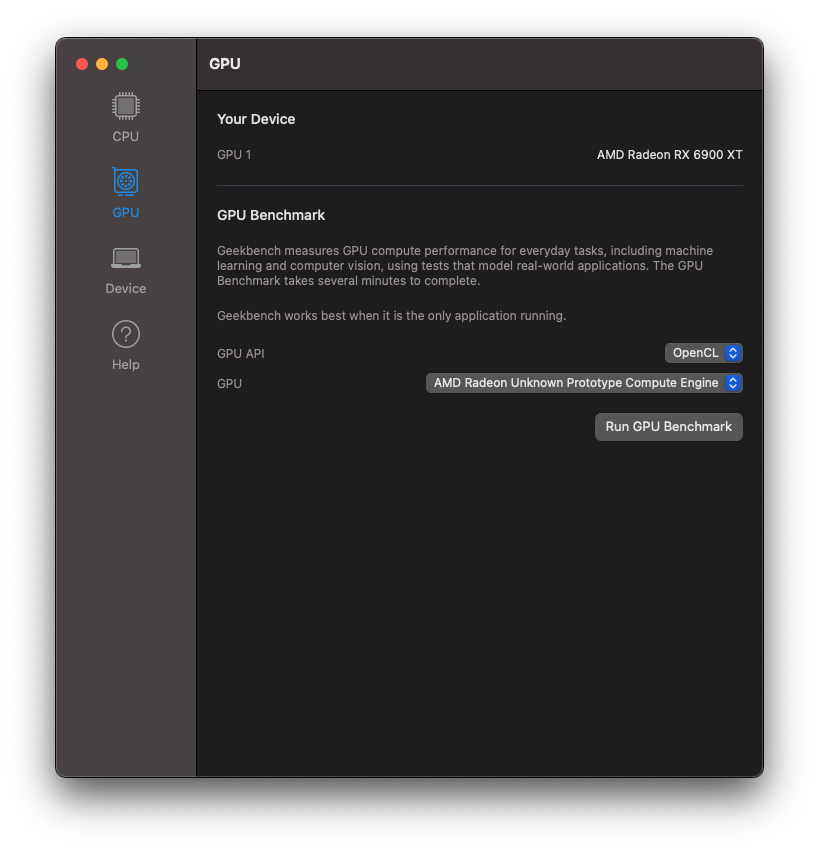 GPU
CPU
GPU
Device
Help
Your Device
GPU 1 AMD Radeon RX 6900 XT
GPU Benchmark
Geekbench measures GPU compute performance for everyday tasks, including machine
learning and computer vision, using tests that model real-world applications. The GPU
Benchmark takes several minutes to complete.
Geekbench works best when it is the only application running.
GPU API OpenCL
GPU AMD Radeon Unknown Prototype Compute Engine
Run GPU Benchmark